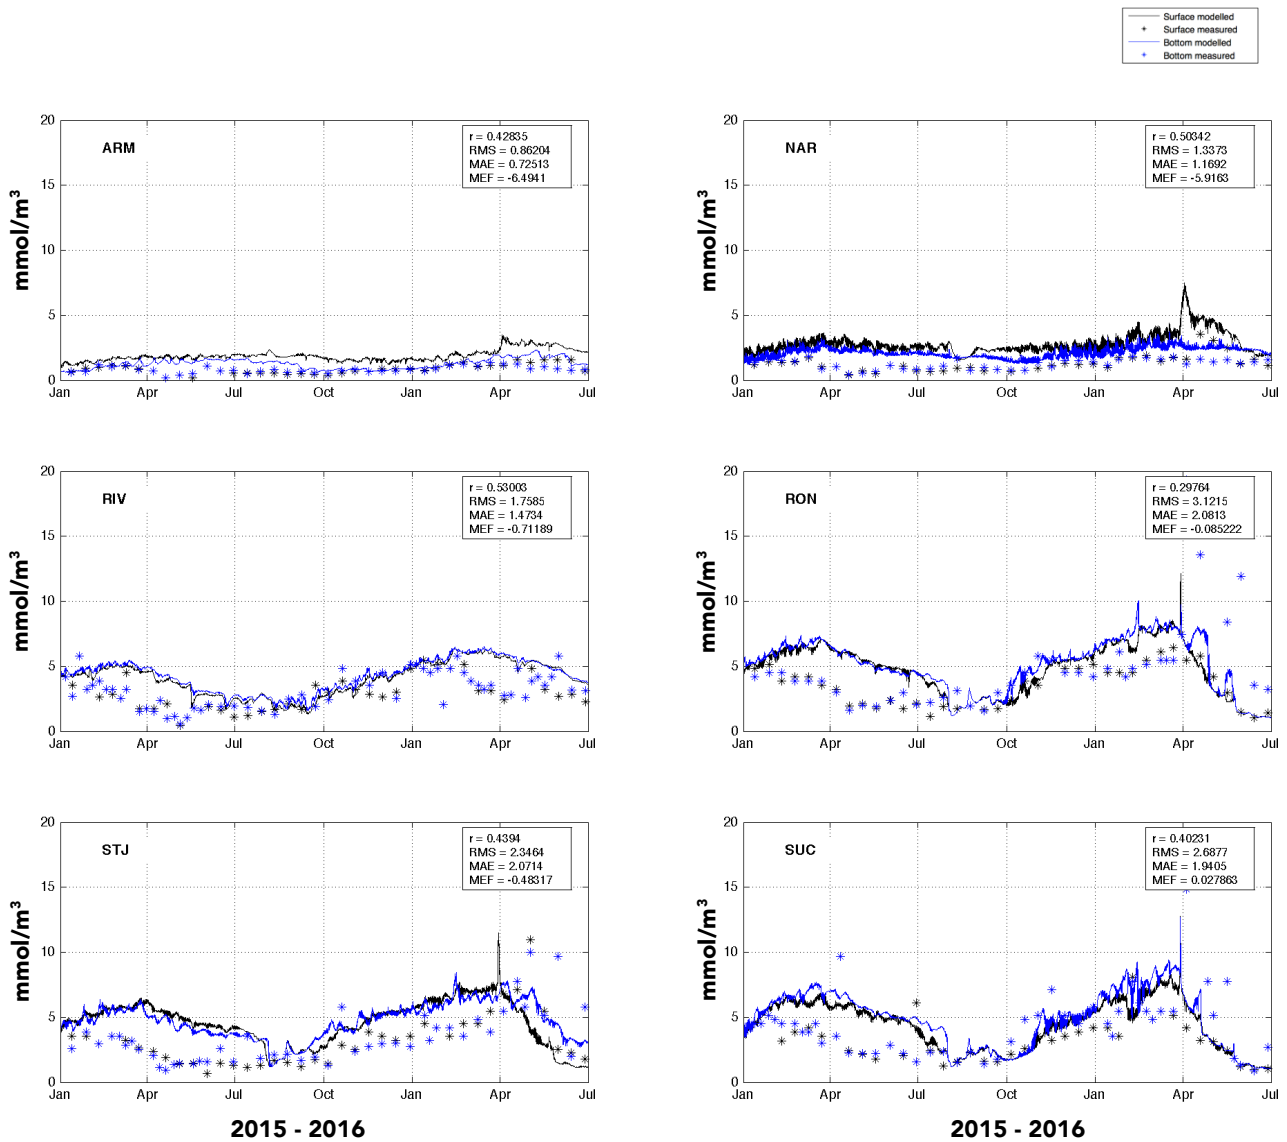 Surface modelled
Surface measured
Bottom modelled
Bottom measured
20
15
10
5
0
mmol/m³
ARM
r = 0.42835
RMS = 0.86204
MAE = 0.72513
MEF = -6.4941
Jan Apr Jul Oct Jan Apr Jul
20
15
10
5
0
mmol/m³
NAR
r = 0.50342
RMS = 1.3373
MAE = 1.1692
MEF = -5.9163
Jan Apr Jul Oct Jan Apr Jul
20
15
10
5
0
mmol/m³
RIV
r = 0.53003
RMS = 1.7585
MAE = 1.4734
MEF = -0.71189
Jan Apr Jul Oct Jan Apr Jul
20
15
10
5
0
mmol/m³
RON
r = 0.29764
RMS = 3.1215
MAE = 2.0813
MEF = -0.085222
Jan Apr Jul Oct Jan Apr Jul
20
15
10
5
0
mmol/m³
STJ
r = 0.4394
RMS = 2.3464
MAE = 2.0714
MEF = -0.48317
Jan Apr Jul Oct Jan Apr Jul
2015 - 2016
20
15
10
5
0
mmol/m³
SUC
r = 0.40231
RMS = 2.6877
MAE = 1.9405
MEF = 0.027863
Jan Apr Jul Oct Jan Apr Jul
2015 - 2016